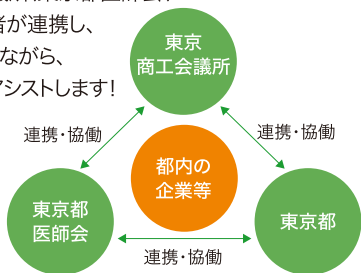 者が連携し、
ながら、
アシストします!
東京
商工会議所
連携・協働
連携・協働
都内の
企業等
東京都
医師会
東京都
連携・協働